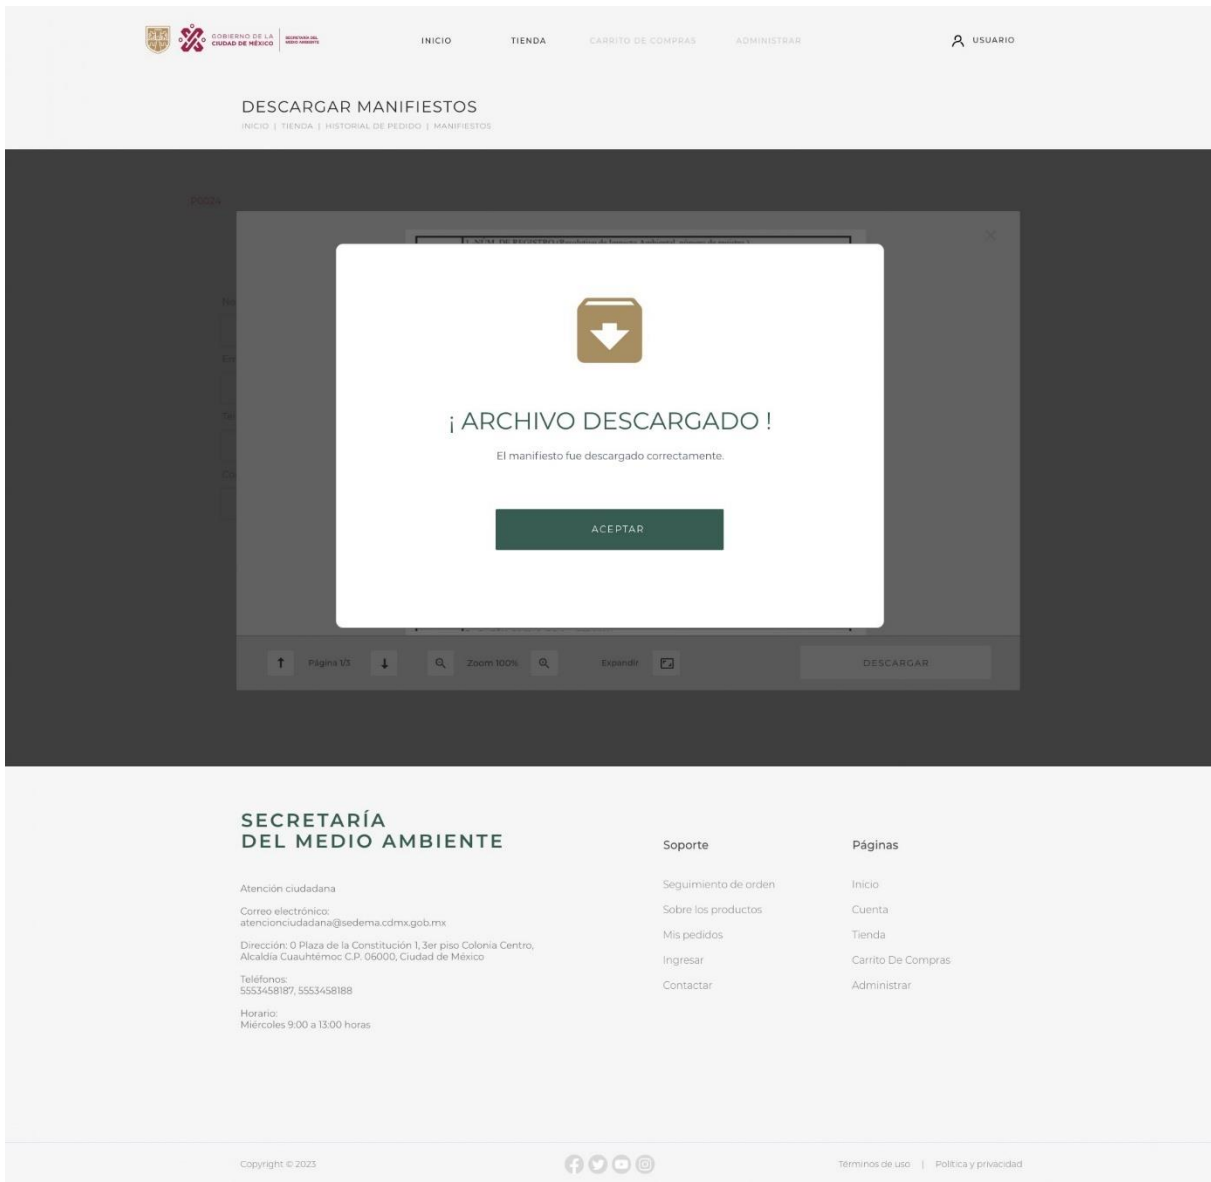 GOBIERNO DE LA
CIUDAD DE MÉXICO
SECRETARÍA DEL
MEDIO AMBIENTE
INICIO TIENDA CARRITO DE COMPRAS ADMINISTRAR USUARIO
DESCARGAR MANIFIESTOS
INICIO | TIENDA | HISTORIAL DE PEDIDO | MANIFIESTOS
P0024
¡ ARCHIVO DESCARGADO !
El manifiesto fue descargado correctamente.
ACEPTAR
Página 1/3 Zoom 100% Expandir DESCARGAR
SECRETARÍA
DEL MEDIO AMBIENTE
Atención ciudadana
Correo electrónico:
atencionciudadana@sedema.cdmx.gob.mx
Dirección: 0 Plaza de la Constitución 1, 3er piso Colonia Centro,
Alcaldía Cuauhtémoc C.P. 06000, Ciudad de México
Teléfonos:
5553458187, 5553458188
Horario:
Miércoles 9:00 a 13:00 horas
Soporte
Seguimiento de orden
Sobre los productos
Mis pedidos
Ingresar
Contactar
Páginas
Inicio
Cuenta
Tienda
Carrito De Compras
Administrar
Copyright © 2023
Términos de uso | Política y privacidad